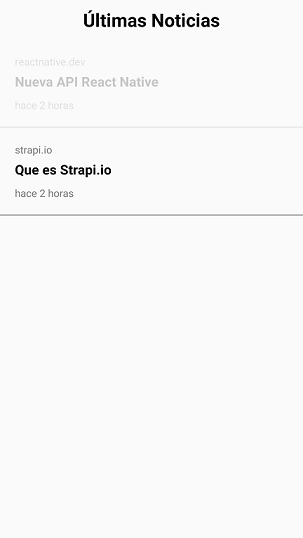 Últimas Noticias
reactnative.dev
Nueva API React Native
hace 2 horas
strapi.io
Que es Strapi.io
hace 2 horas